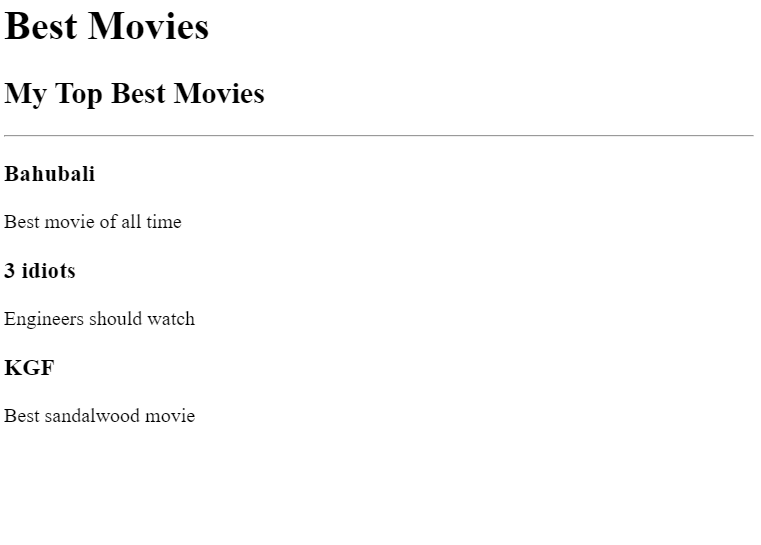 Best Movies
My Top Best Movies
Bahubali
Best movie of all time
3 idiots
Engineers should watch
KGF
Best sandalwood movie